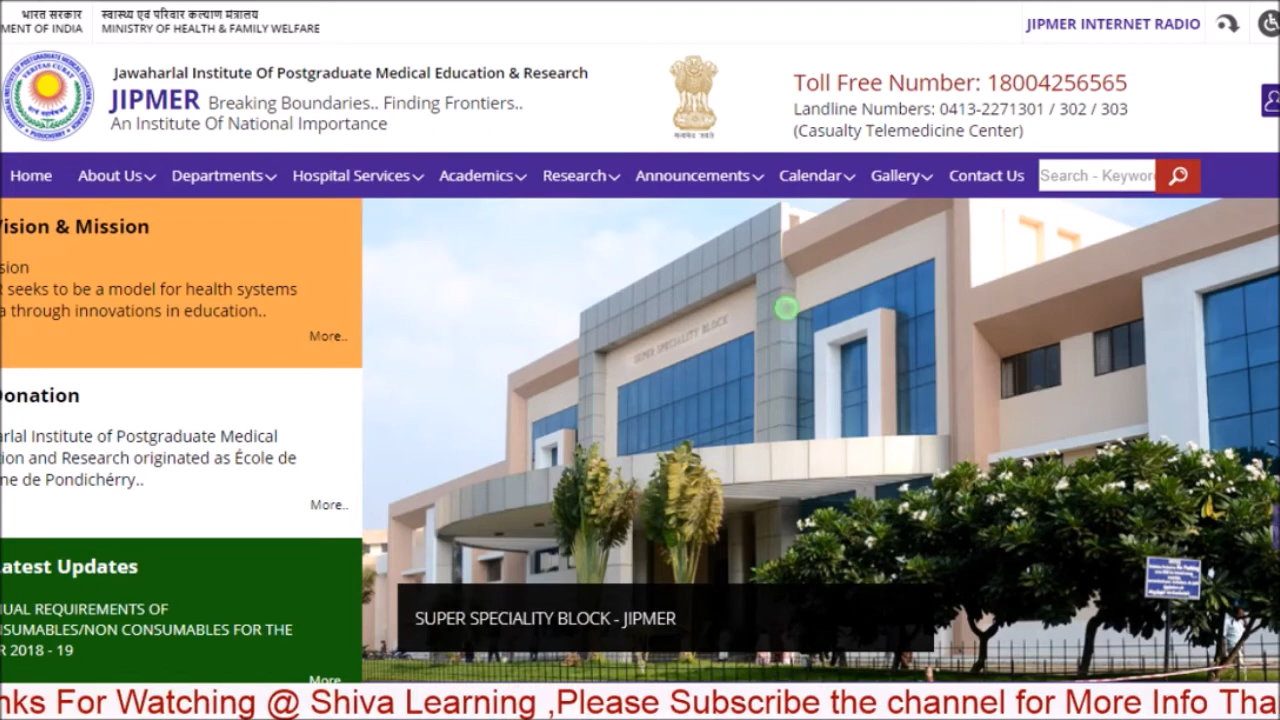 भारत सरकार
MENT OF INDIA
स्वास्थ्य एवं परिवार कल्याण मंत्रालय
MINISTRY OF HEALTH & FAMILY WELFARE
JIPMER INTERNET RADIO
Jawaharlal Institute Of Postgraduate Medical Education & Research
JIPMER Breaking Boundaries.. Finding Frontiers..
An Institute Of National Importance
सत्यमेव जयते
Toll Free Number: 18004256565
Landline Numbers: 0413-2271301 / 302 / 303
(Casualty Telemedicine Center)
Home About Us Departments Hospital Services Academics Research Announcements Calendar Gallery Contact Us Search - Keywor
ision & Mission
sion
seeks to be a model for health systems
a through innovations in education..
More..
Donation
arlal Institute of Postgraduate Medical
ion and Research originated as École de
ne de Pondichérry..
More..
atest Updates
UAL REQUIREMENTS OF
NSUMABLES/NON CONSUMABLES FOR THE
R 2018 - 19
More
SUPER SPECIALITY BLOCK
SUPER SPECIALITY BLOCK - JIPMER
nks For Watching @ Shiva Learning ,Please Subscribe the channel for More Info Tha